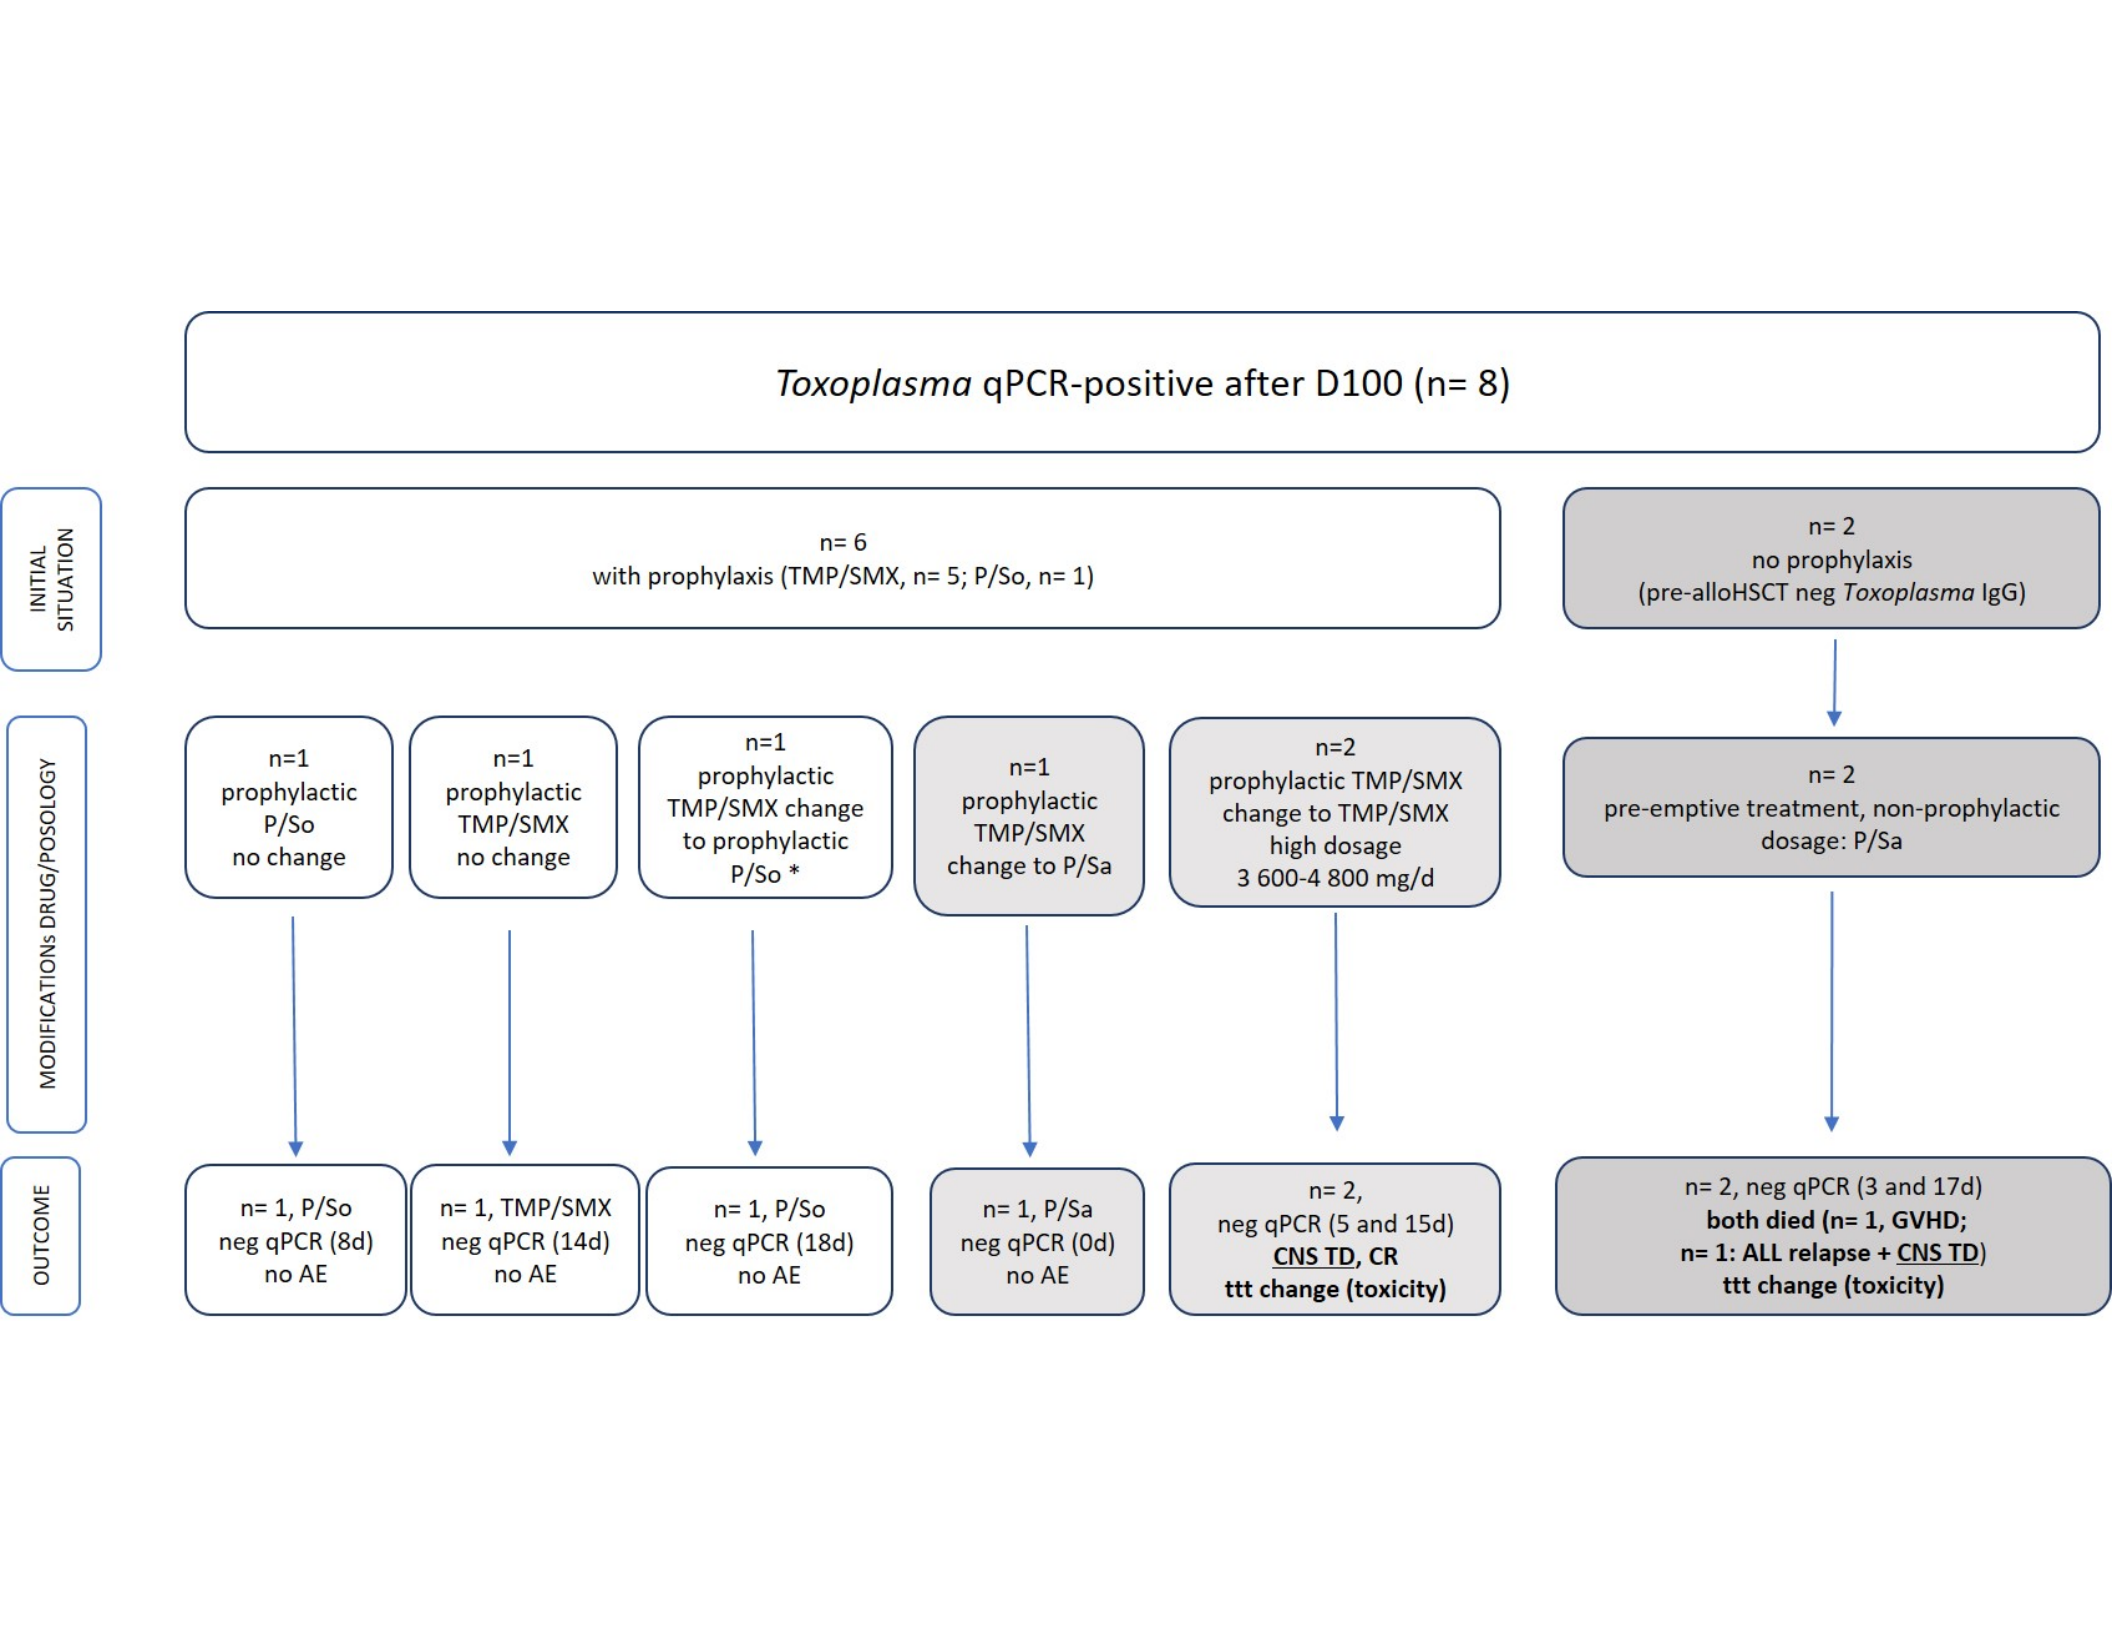 Toxoplasma qPCR-positive after D100 (n= 8)
INITIAL
SITUATION
n= 6
with prophylaxis (TMP/SMX, n= 5; P/So, n= 1)
n= 2
no prophylaxis
(pre-alloHSCT neg Toxoplasma IgG)
MODIFICATIONs DRUG/POSOLOGY
n=1
prophylactic
P/So
no change
n=1
prophylactic
TMP/SMX
no change
n=1
prophylactic
TMP/SMX change
to prophylactic
P/So *
n=1
prophylactic
TMP/SMX
change to P/Sa
n=2
prophylactic TMP/SMX
change to TMP/SMX
high dosage
3 600-4 800 mg/d
n= 2
pre-emptive treatment, non-prophylactic
dosage: P/Sa
OUTCOME
n= 1, P/So
neg qPCR (8d)
no AE
n= 1, TMP/SMX
neg qPCR (14d)
no AE
n= 1, P/So
neg qPCR (18d)
no AE
n= 1, P/Sa
neg qPCR (0d)
no AE
n= 2,
neg qPCR (5 and 15d)
CNS TD, CR
ttt change (toxicity)
n= 2, neg qPCR (3 and 17d)
both died (n= 1, GVHD;
n= 1: ALL relapse + CNS TD)
ttt change (toxicity)